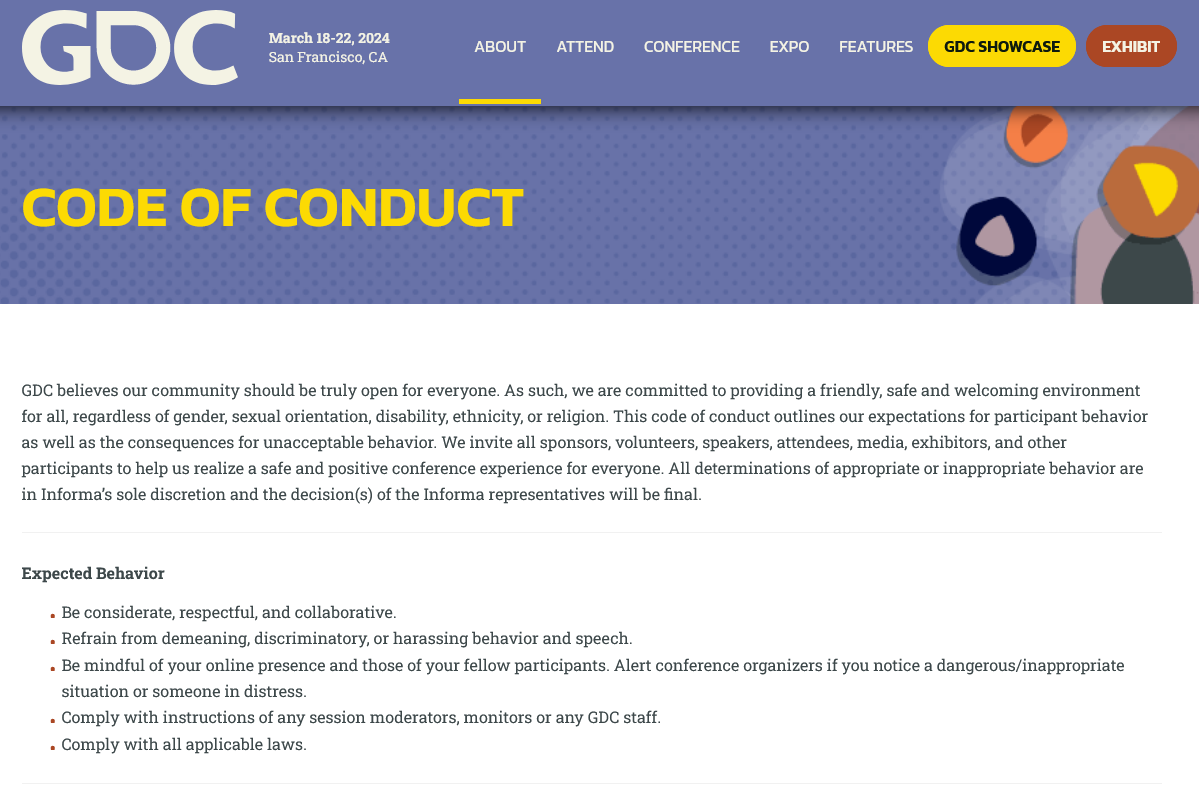 GDC
March 18-22, 2024
San Francisco, CA
ABOUT ATTEND CONFERENCE EXPO FEATURES GDC SHOWCASE EXHIBIT
CODE OF CONDUCT
GDC believes our community should be truly open for everyone. As such, we are committed to providing a friendly, safe and welcoming environment
for all, regardless of gender, sexual orientation, disability, ethnicity, or religion. This code of conduct outlines our expectations for participant behavior
as well as the consequences for unacceptable behavior. We invite all sponsors, volunteers, speakers, attendees, media, exhibitors, and other
participants to help us realize a safe and positive conference experience for everyone. All determinations of appropriate or inappropriate behavior are
in Informa’s sole discretion and the decision(s) of the Informa representatives will be final.
Expected Behavior
Be considerate, respectful, and collaborative.
Refrain from demeaning, discriminatory, or harassing behavior and speech.
Be mindful of your online presence and those of your fellow participants. Alert conference organizers if you notice a dangerous/inappropriate
situation or someone in distress.
Comply with instructions of any session moderators, monitors or any GDC staff.
Comply with all applicable laws.